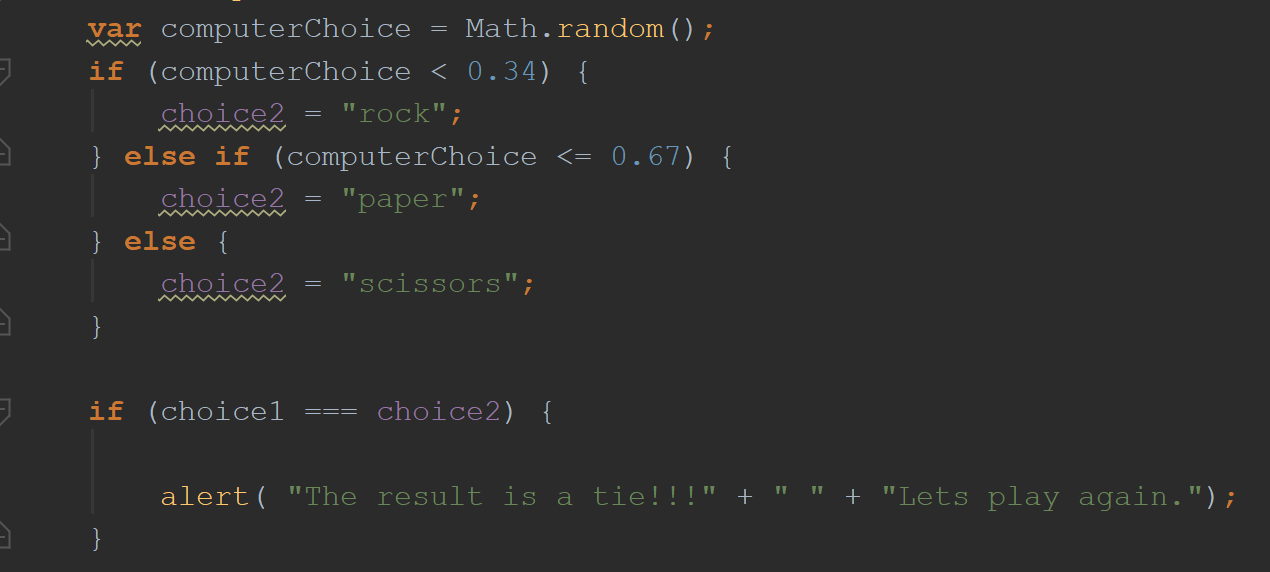 var computerChoice = Math.random();
if (computerChoice < 0.34) {
choice2 = "rock";
} else if (computerChoice <= 0.67) {
choice2 = "paper";
} else {
choice2 = "scissors";
}
if (choice1 === choice2) {
alert( "The result is a tie!!!" + " " + "Lets play again.");
}